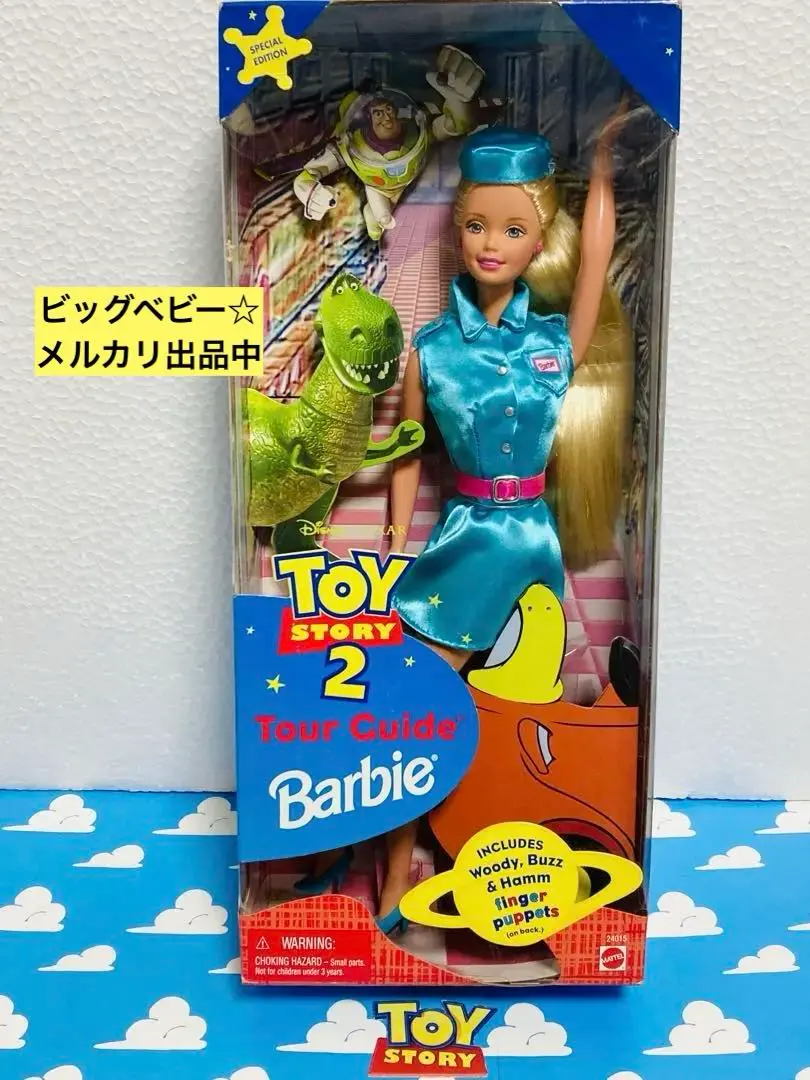 SPECIAL
EDITION
ビッグベビー☆
メルカリ出品中
Barbie
TOY
STORY
2
Tour Guide
Barbie
INCLUDES
Woody, Buzz
& Hamm
finger
puppets
(on back.)
⚠ WARNING:
CHOKING HAZARD – Small parts.
Not for children under 3 years.
24015
MATTEL
TOY
STORY